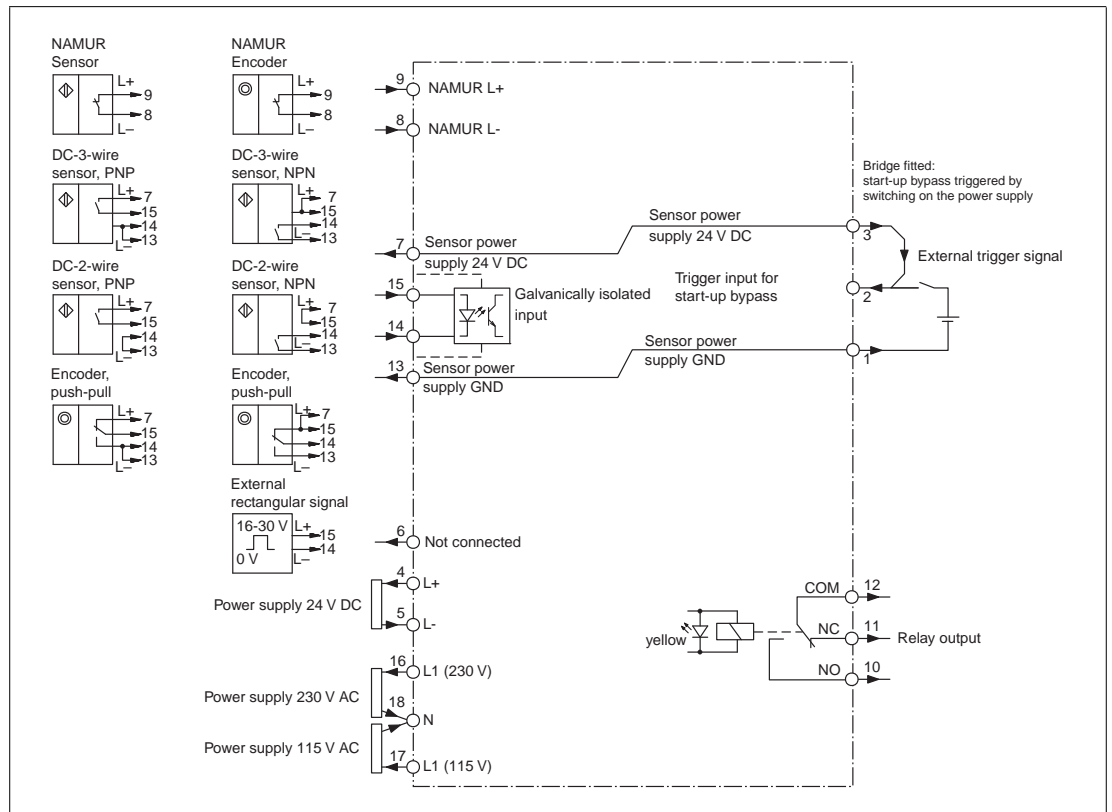 NAMUR
Sensor
L+
9
8
L–
NAMUR
Encoder
L+
9
8
L–
DC-3-wire
sensor, PNP
L+
7
15
14
13
L–
DC-3-wire
sensor, NPN
L+
7
15
14
13
L–
DC-2-wire
sensor, PNP
L+
7
15
14
13
L–
DC-2-wire
sensor, NPN
L+
7
15
14
13
L–
Encoder,
push-pull
L+
7
15
14
13
L–
Encoder,
push-pull
L+
7
15
14
13
L–
External
rectangular signal
16-30 V
0 V
L+
15
14
L–
9
NAMUR L+
8
NAMUR L-
7
Sensor power
supply 24 V DC
15
Galvanically isolated
input
14
13
Sensor power
supply GND
Sensor power
supply 24 V DC
Trigger input for
start-up bypass
Sensor power
supply GND
Bridge fitted:
start-up bypass triggered by
switching on the power supply
3
External trigger signal
2
1
6
Not connected
4
L+
Power supply 24 V DC
5
L-
16
L1 (230 V)
Power supply 230 V AC
18
N
Power supply 115 V AC
17
L1 (115 V)
yellow
COM
12
NC
11
Relay output
NO
10